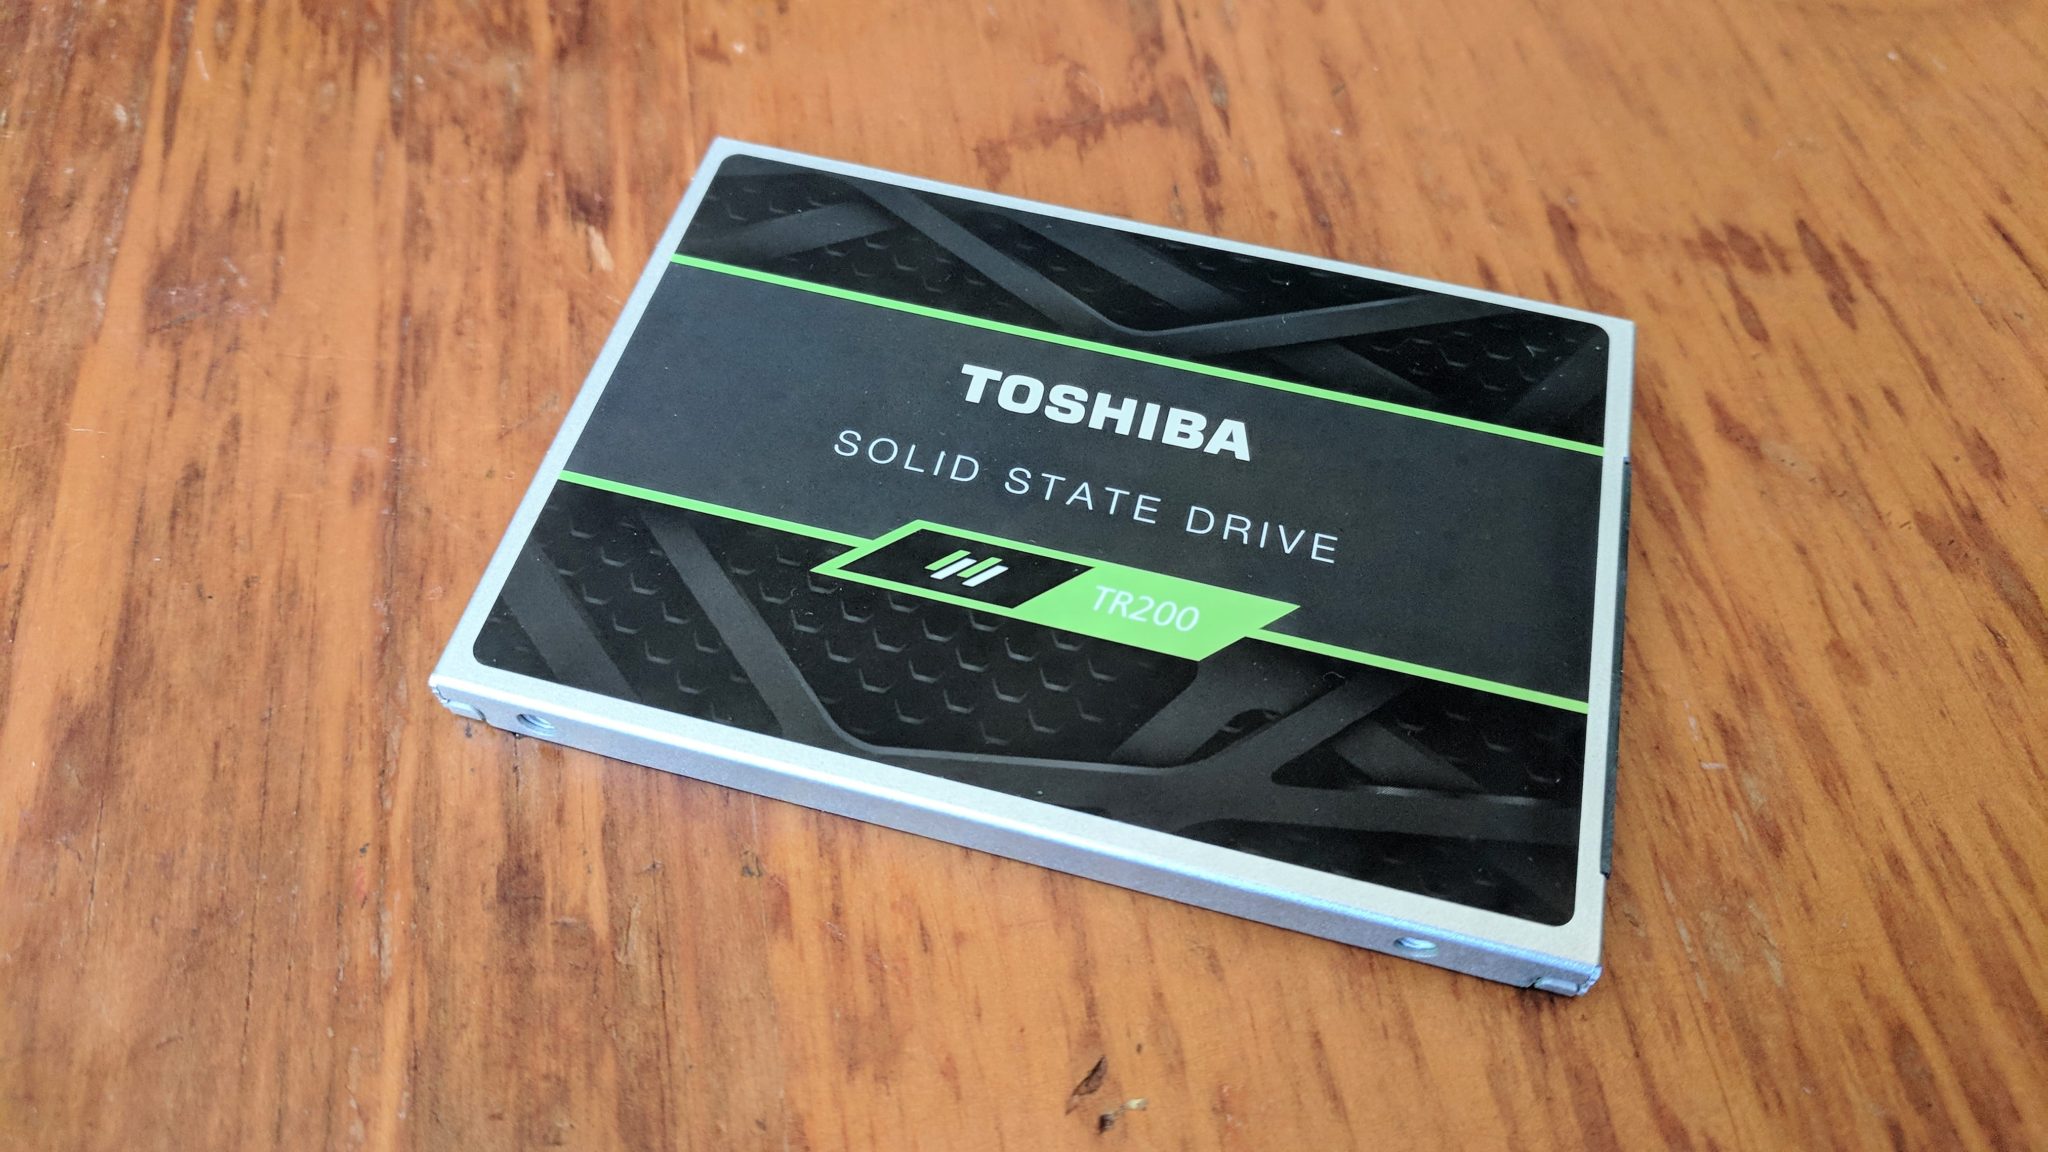 TOSHIBA
SOLID STATE DRIVE
TR200